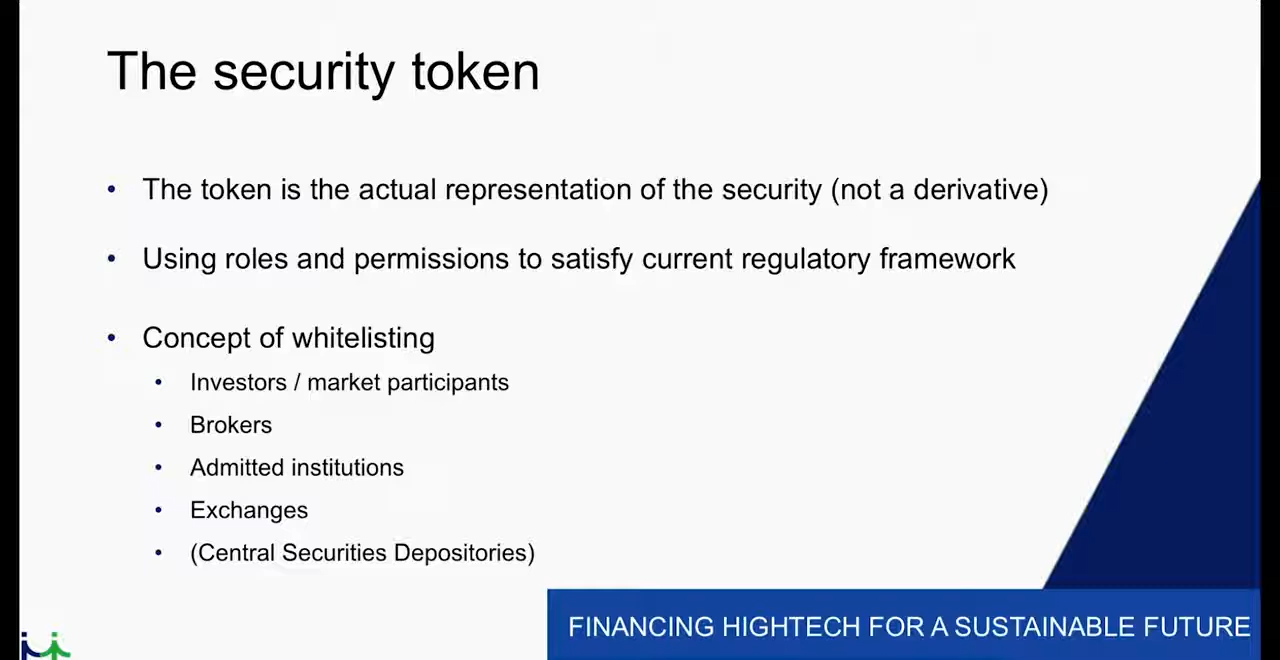 The security token
• The token is the actual representation of the security (not a derivative)
• Using roles and permissions to satisfy current regulatory framework
• Concept of whitelisting
• Investors / market participants
• Brokers
• Admitted institutions
• Exchanges
• (Central Securities Depositories)
FINANCING HIGHTECH FOR A SUSTAINABLE FUTURE